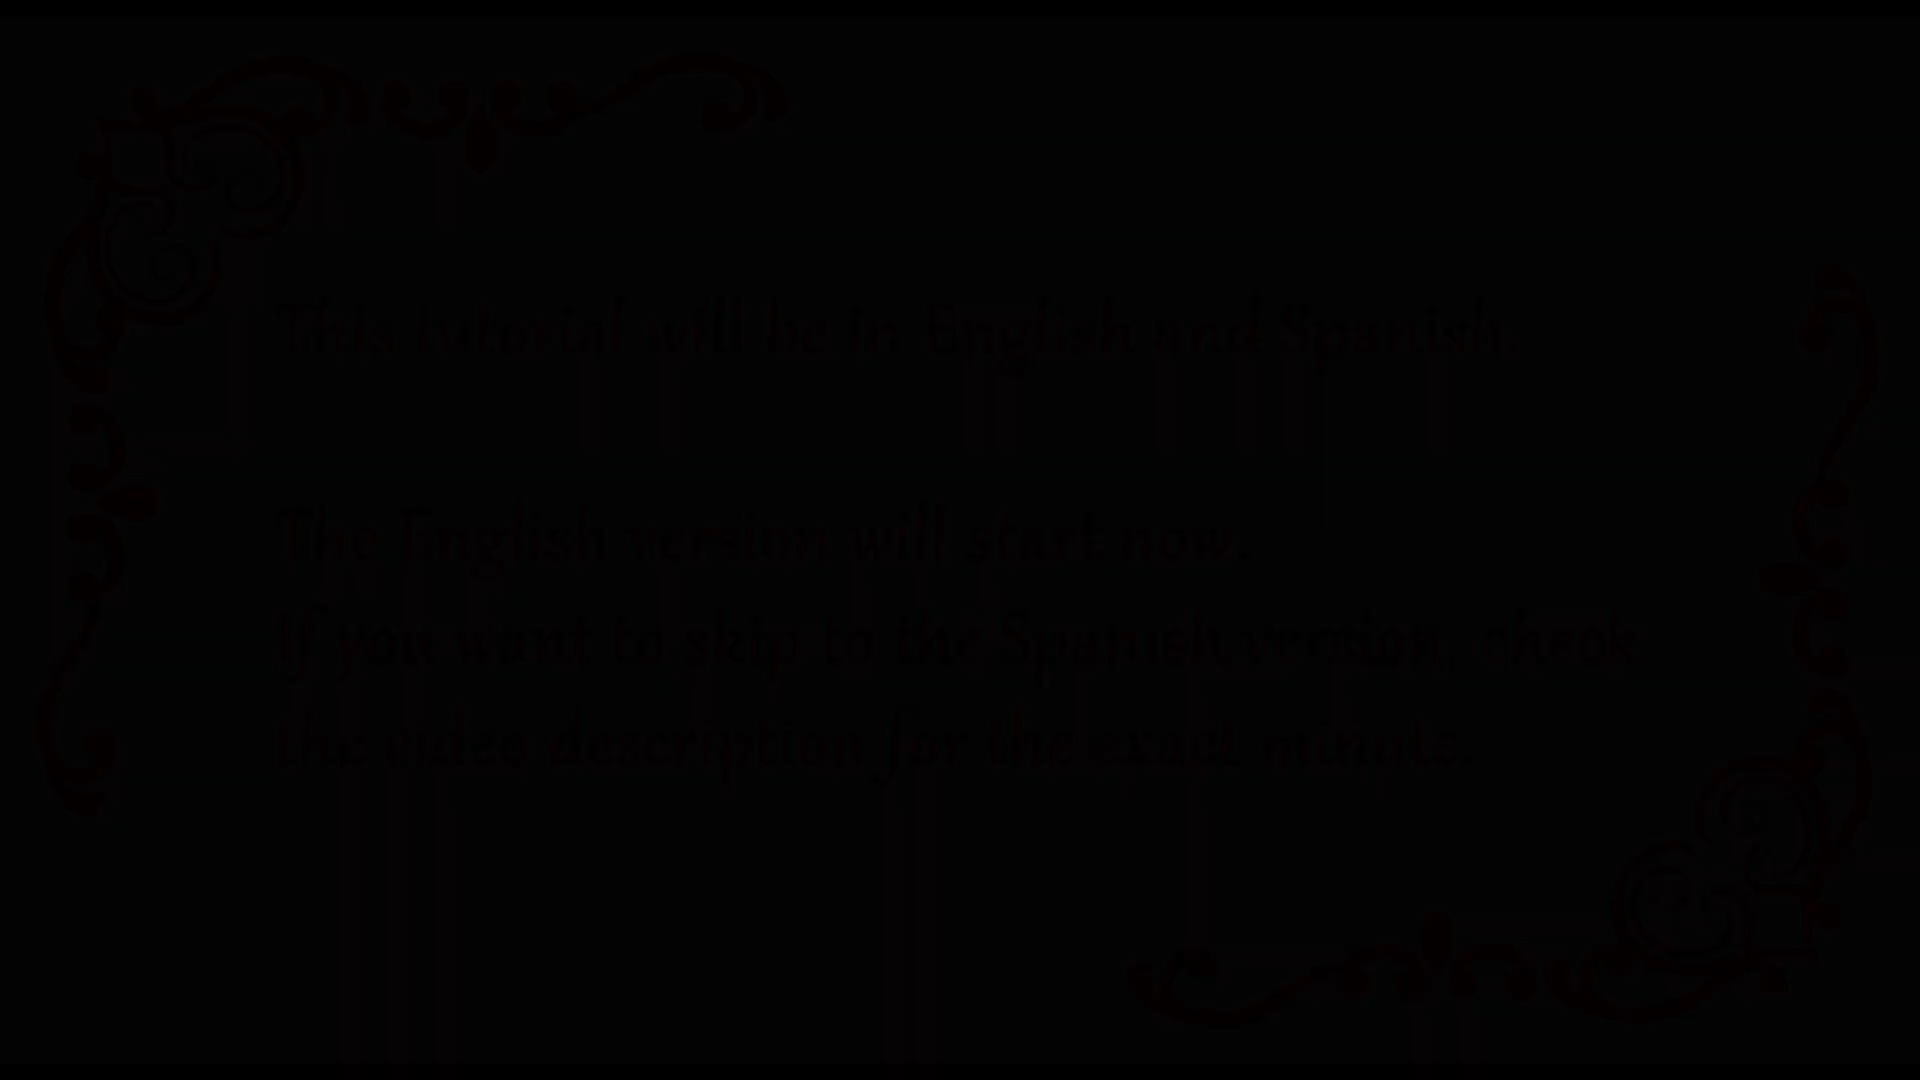 This tutorial will be in English and Spanish.
The English version will start now.
If you want to skip to the Spanish version, check
the video description for the exact minute.